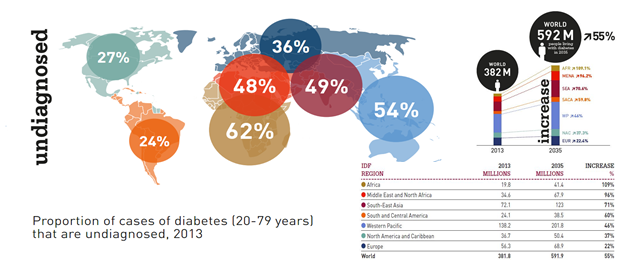 undiagnosed
27%
36%
48%
49%
54%
62%
24%
Proportion of cases of diabetes (20-79 years)
that are undiagnosed, 2013
WORLD
382 M
WORLD
592 M
people living
with diabetes
in 2035
↗55%
increase
AFR ↗109.1%
MENA ↗96.2%
SEA ↗70.6%
SACA ↗59.8%
WP ↗46%
NAC ↗37.3%
EUR ↗22.4%
2013
2035
IDF REGION 2013 MILLIONS 2035 MILLIONS INCREASE %
Africa 19.8 41.4 109%
Middle East and North Africa 34.6 67.9 96%
South-East Asia 72.1 123 71%
South and Central America 24.1 38.5 60%
Western Pacific 138.2 201.8 46%
North America and Caribbean 36.7 50.4 37%
Europe 56.3 68.9 22%
World 381.8 591.9 55%